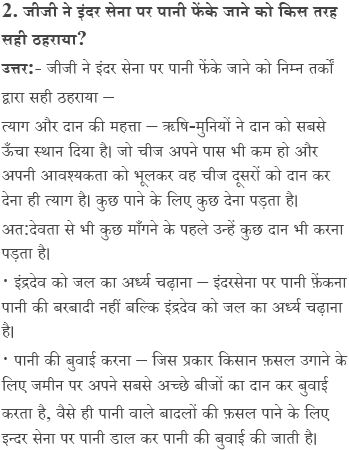 2. जीजी ने इंदर सेना पर पानी फेंके जाने को किस तरह
सही ठहराया?
उत्तर:- जीजी ने इंदर सेना पर पानी फेंके जाने को निम्न तर्कों
द्वारा सही ठहराया –
त्याग और दान की महत्ता – ऋषि-मुनियों ने दान को सबसे
ऊँचा स्थान दिया है। जो चीज अपने पास भी कम हो और
अपनी आवश्यकता को भूलकर वह चीज दूसरों को दान कर
देना ही त्याग है। कुछ पाने के लिए कुछ देना पड़ता है।
अत:देवता से भी कुछ माँगने के पहले उन्हें कुछ दान भी करना
पड़ता है।
· इंद्रदेव को जल का अर्ध्य चढ़ाना – इंदरसेना पर पानी फ़ेंकना
पानी की बरबादी नहीं बल्कि इंद्रदेव को जल का अर्ध्य चढ़ाना
है।
· पानी की बुवाई करना – जिस प्रकार किसान फ़सल उगाने के
लिए जमीन पर अपने सबसे अच्छे बीजों का दान कर बुवाई
करता है, वैसे ही पानी वाले बादलों की फ़सल पाने के लिए
इन्दर सेना पर पानी डाल कर पानी की बुवाई की जाती है।